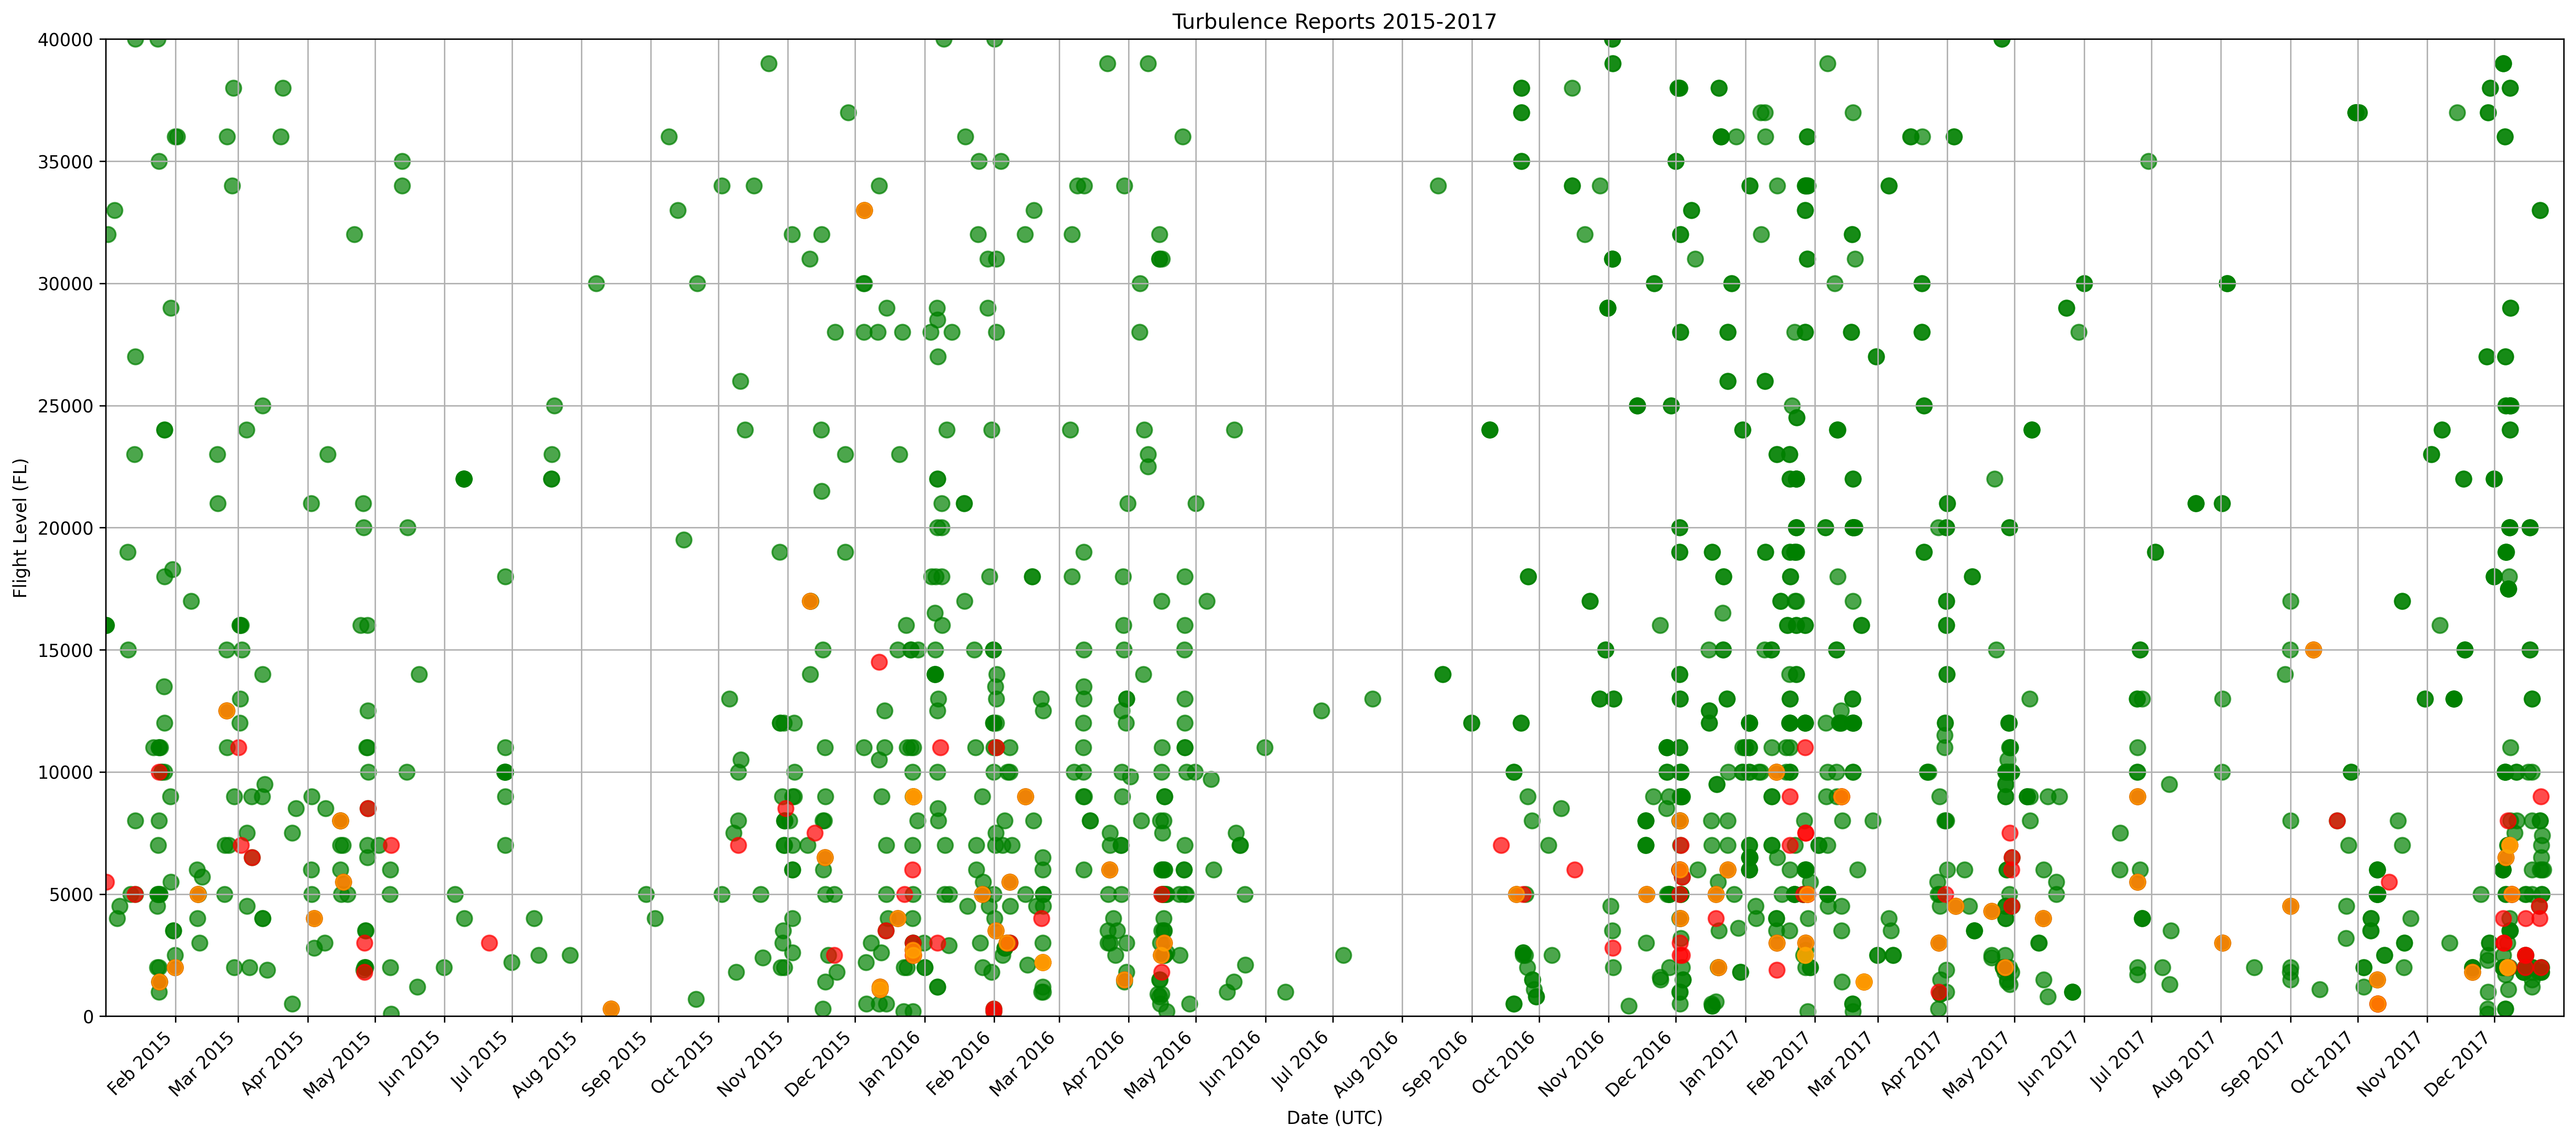 Turbulence Reports 2015-2017
Flight Level (FL)
40000
35000
30000
25000
20000
15000
10000
5000
0
Feb 2015
Mar 2015
Apr 2015
May 2015
Jun 2015
Jul 2015
Aug 2015
Sep 2015
Oct 2015
Nov 2015
Dec 2015
Jan 2016
Feb 2016
Mar 2016
Apr 2016
May 2016
Jun 2016
Jul 2016
Aug 2016
Sep 2016
Oct 2016
Nov 2016
Dec 2016
Jan 2017
Feb 2017
Mar 2017
Apr 2017
May 2017
Jun 2017
Jul 2017
Aug 2017
Sep 2017
Oct 2017
Nov 2017
Dec 2017
Date (UTC)